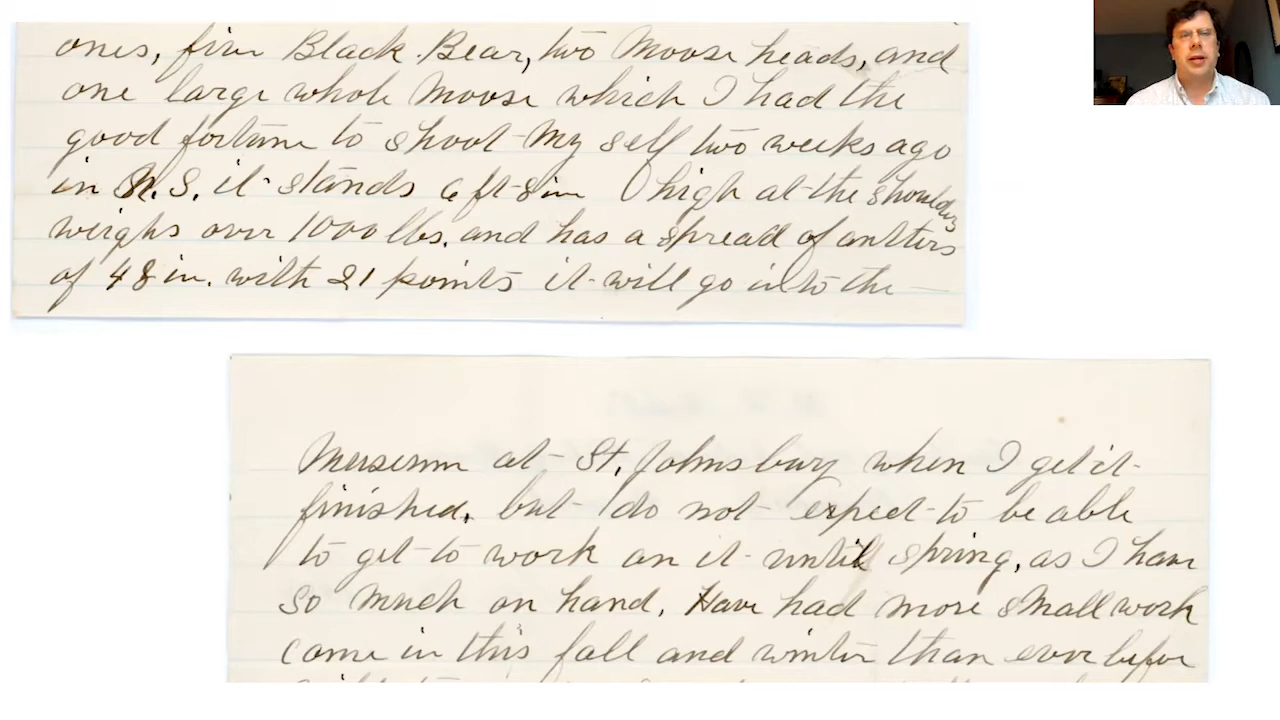 ones, five Black Bear, two Moose heads, and
one large whole Moose which I had the
good fortune to shoot My self two weeks ago
in N.S. it stands 6 ft 8 in high at the shoulders
weighs over 1000 lbs. and has a spread of antlers
of 48 in. with 21 points it will go into the
Museum at St. Johnsbury when I get it
finished, but do not expect to be able
to get to work on it until spring, as I have
so much on hand. Have had more small work
come in this fall and winter than ever before